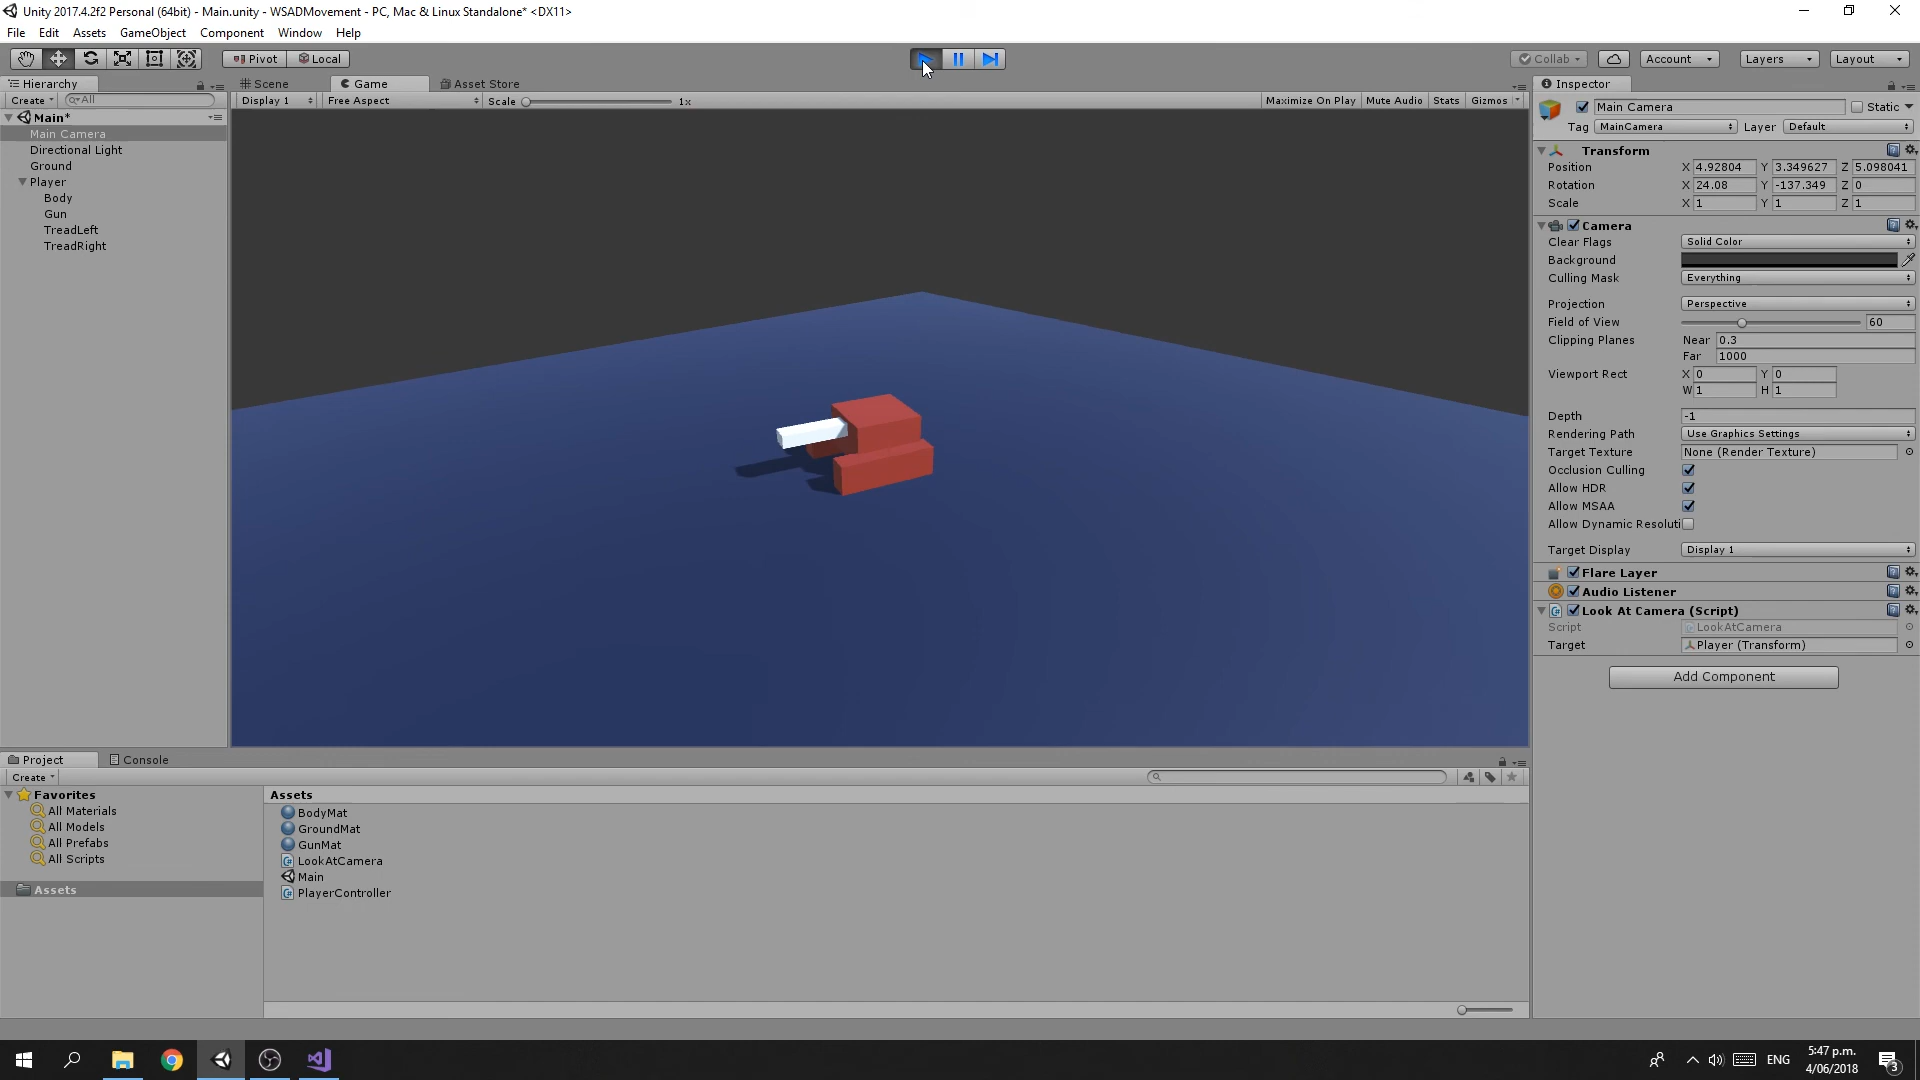 Unity 2017.4.2f2 Personal (64bit) - Main.unity - WSADMovement - PC, Mac & Linux Standalone* <DX11>
File Edit Assets GameObject Component Window Help
Pivot Local Collab Account Layers Layout
Hierarchy
Create All
Main*
Main Camera
Directional Light
Ground
Player
Body
Gun
TreadLeft
TreadRight
Scene Game Asset Store
Display 1 Free Aspect Scale 1x Maximize On Play Mute Audio Stats Gizmos
Inspector
Main Camera Static
Tag MainCamera Layer Default
Transform
Position X 4.92804 Y 3.349627 Z 5.098041
Rotation X 24.08 Y -137.349 Z 0
Scale X 1 Y 1 Z 1
Camera
Clear Flags Solid Color
Background
Culling Mask Everything
Projection Perspective
Field of View 60
Clipping Planes Near 0.3
Far 1000
Viewport Rect X 0 Y 0
W 1 H 1
Depth -1
Rendering Path Use Graphics Settings
Target Texture None (Render Texture)
Occlusion Culling
Allow HDR
Allow MSAA
Allow Dynamic Resoluti
Target Display Display 1
Flare Layer
Audio Listener
Look At Camera (Script)
Script LookAtCamera
Target Player (Transform)
Add Component
Project Console
Create
Favorites
All Materials
All Models
All Prefabs
All Scripts
Assets
Assets
BodyMat
GroundMat
GunMat
LookAtCamera
Main
PlayerController
ENG
5:47 p.m.
4/06/2018
3